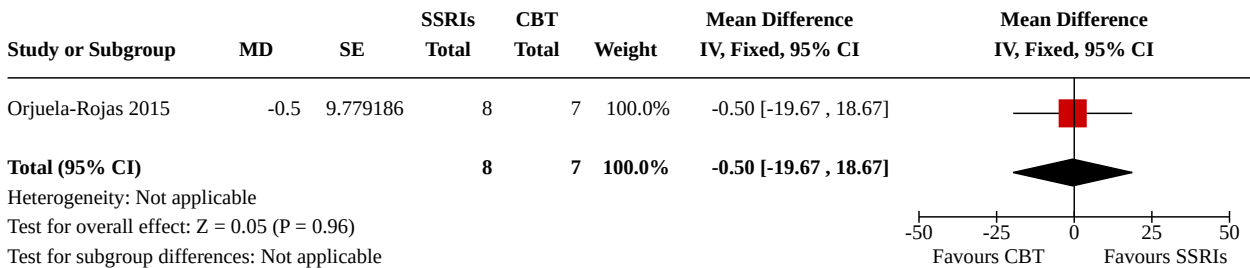 SSRIs CBT Mean Difference Mean Difference
Study or Subgroup MD SE Total Total Weight IV, Fixed, 95% CI IV, Fixed, 95% CI
Orjuela-Rojas 2015 -0.5 9.779186 8 7 100.0% -0.50 [-19.67 , 18.67]
Total (95% CI) 8 7 100.0% -0.50 [-19.67 , 18.67]
Heterogeneity: Not applicable
Test for overall effect: Z = 0.05 (P = 0.96)
-50 -25 0 25 50
Test for subgroup differences: Not applicable Favours CBT Favours SSRIs